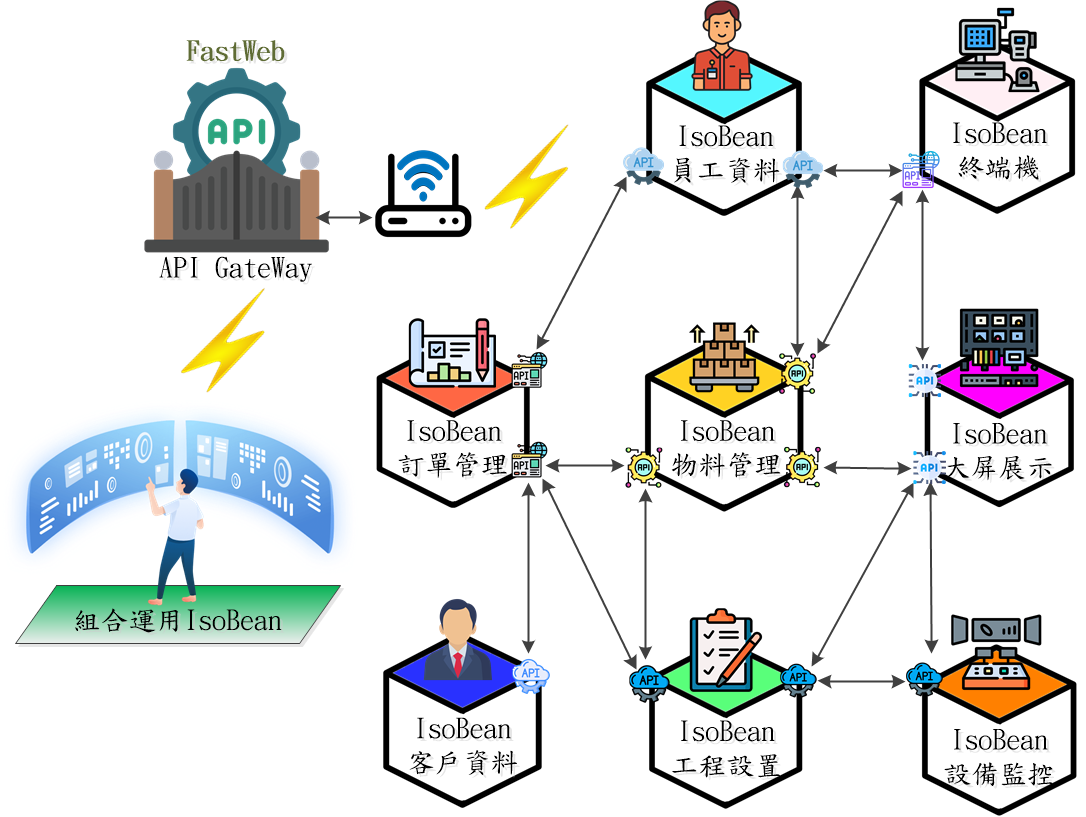 FastWeb
API
API GateWay
組合運用IsoBean
IsoBean
員工資料
API
API
IsoBean
終端機
API
IsoBean
訂單管理
API
API
IsoBean
物料管理
API
API
API
IsoBean
大屏展示
API
API
IsoBean
客戶資料
API
IsoBean
工程設置
API
API
IsoBean
設備監控
API